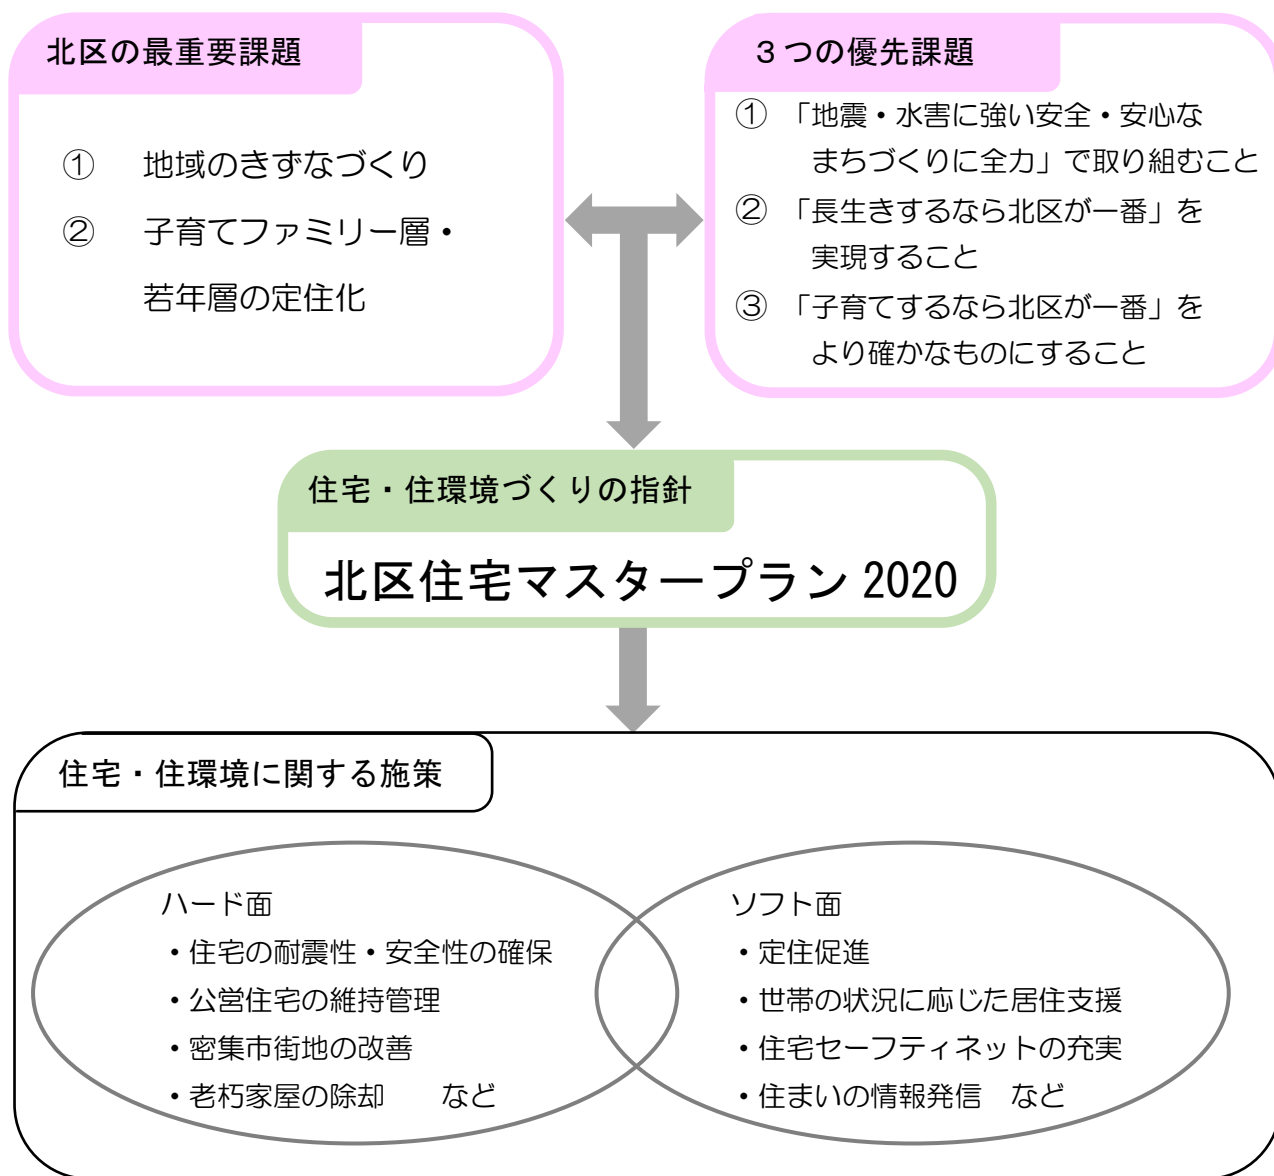 北区の最重要課題
① 地域のきずなづくり
② 子育てファミリー層・
若年層の定住化
3つの優先課題
① 「地震・水害に強い安全・安心な
まちづくりに全力」で取り組むこと
② 「長生きするなら北区が一番」を
実現すること
③ 「子育てするなら北区が一番」を
より確かなものにすること
住宅・住環境づくりの指針
北区住宅マスタープラン 2020
住宅・住環境に関する施策
ハード面
・住宅の耐震性・安全性の確保
・公営住宅の維持管理
・密集市街地の改善
・老朽家屋の除却 など
ソフト面
・定住促進
・世帯の状況に応じた居住支援
・住宅セーフティネットの充実
・住まいの情報発信 など